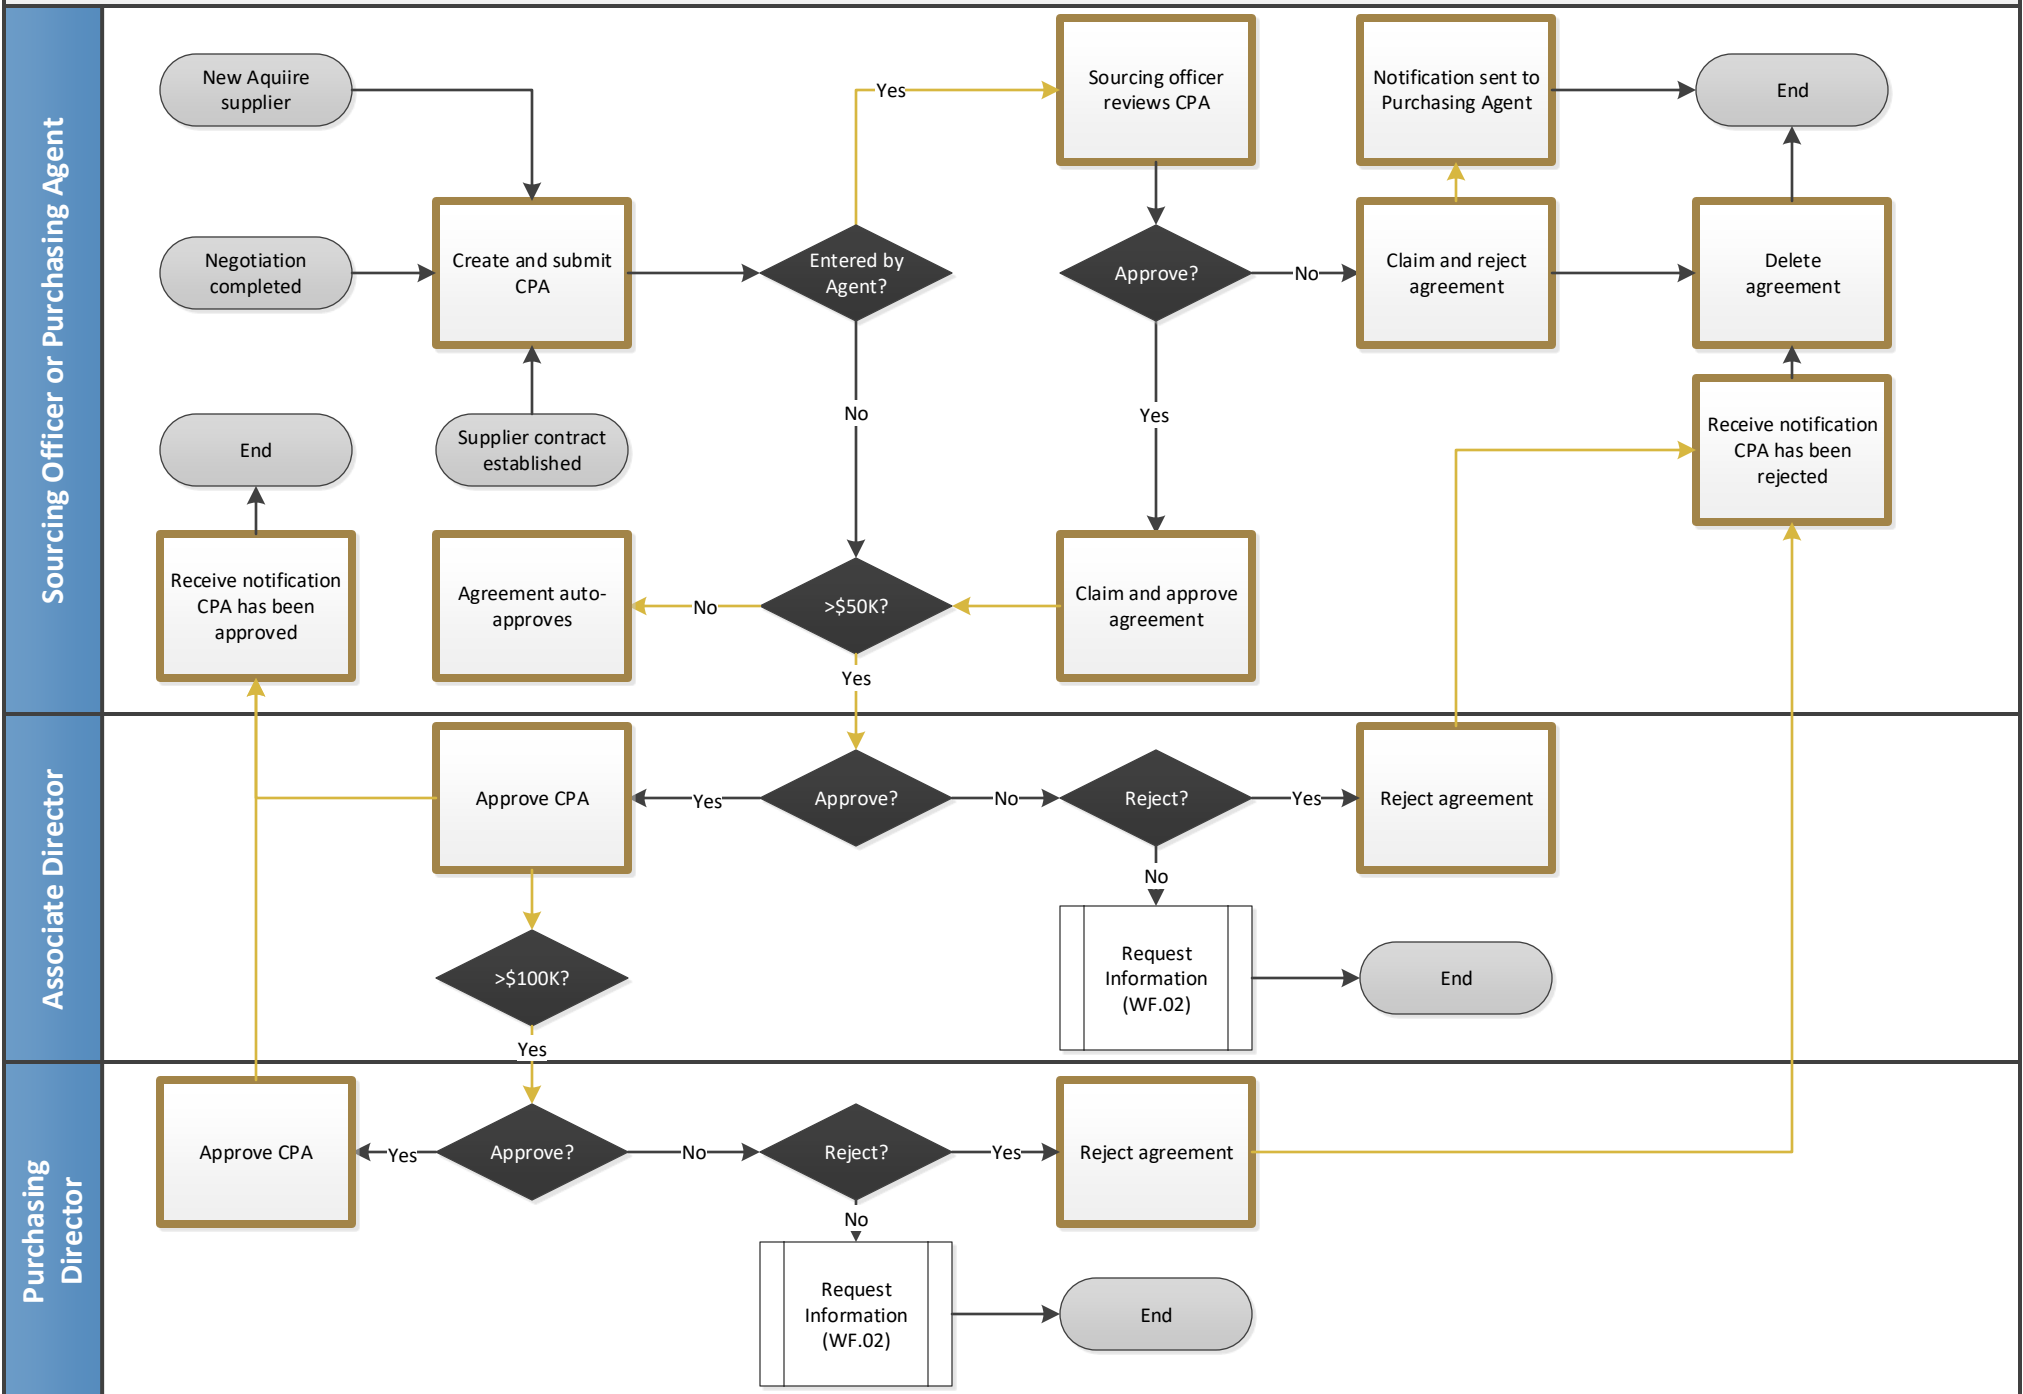 Sourcing Officer or Purchasing Agent
New Aquiire
supplier
Yes
Sourcing officer
reviews CPA
Notification sent to
Purchasing Agent
End
Negotiation
completed
Create and submit
CPA
Entered by
Agent?
Approve?
No
Claim and reject
agreement
Delete
agreement
No
Yes
End
Supplier contract
established
Receive notification
CPA has been
rejected
Receive notification
CPA has been
approved
Agreement auto-
approves
No
>$50K?
Claim and approve
agreement
Yes
Associate Director
Approve CPA
Yes
Approve?
No
Reject?
Yes
Reject agreement
No
>$100K?
Request
Information
(WF.02)
End
Yes
Purchasing
Director
Approve CPA
Yes
Approve?
No
Reject?
Yes
Reject agreement
No
Request
Information
(WF.02)
End